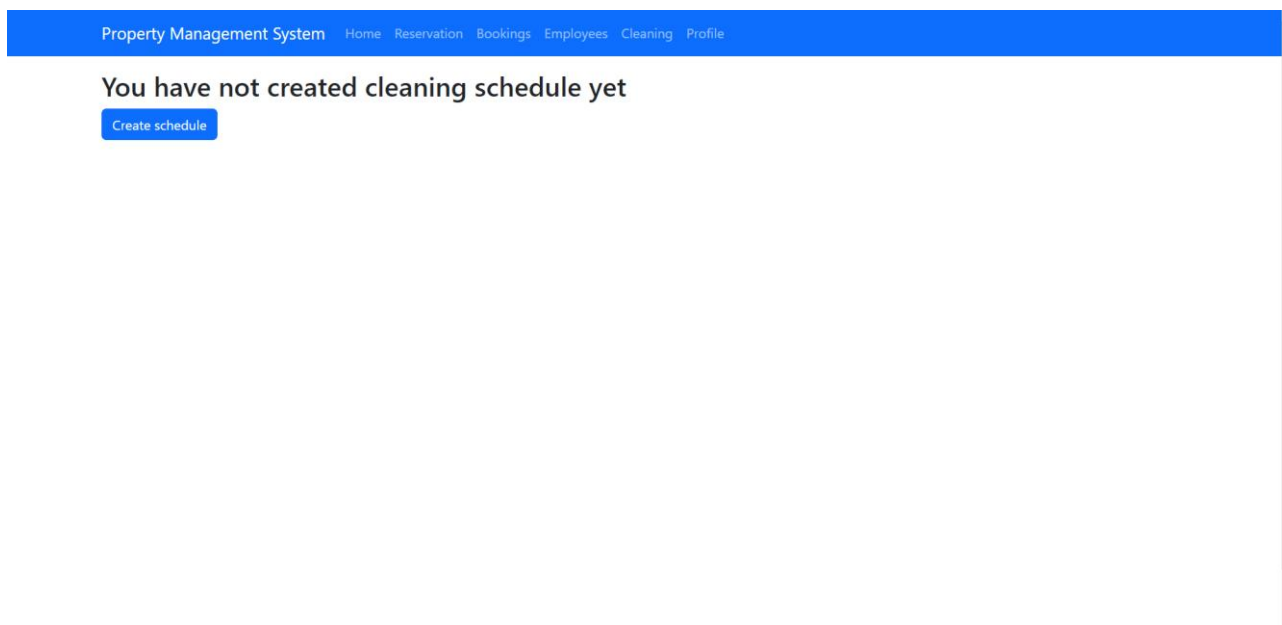 Property Management System Home Reservation Bookings Employees Cleaning Profile
You have not created cleaning schedule yet
Create schedule